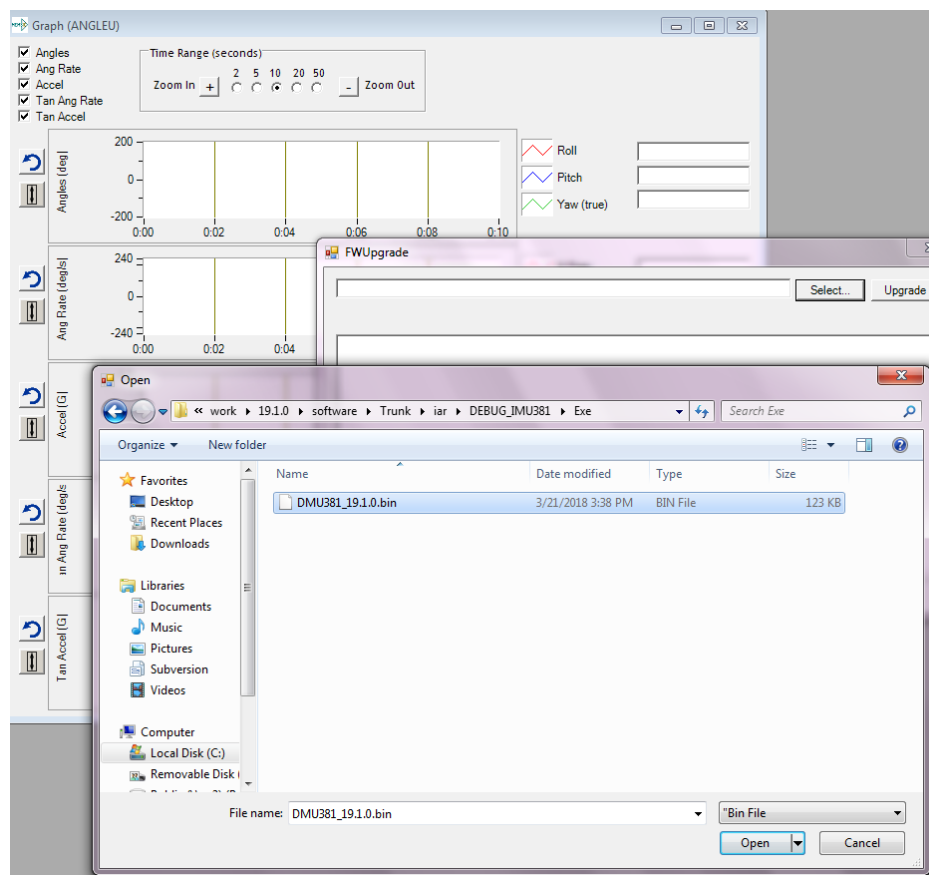 Graph (ANGLEU)
Angles
Ang Rate
Accel
Tan Ang Rate
Tan Accel
Time Range (seconds)
Zoom In + 2 5 10 20 50 - Zoom Out
Angles [deg]
200
0
-200
0:00 0:02 0:04 0:06 0:08 0:10
Roll
Pitch
Yaw (true)
Ang Rate [deg/s]
240
0
-240
0:00 0:02 0:04
Accel [G]
Ang Rate [deg/s
Tan Accel [G]
FWUpgrade
Select... Upgrade
Open
« work 19.1.0 software Trunk iar DEBUG_IMU381 Exe
Search Exe
Organize New folder
Name Date modified Type Size
DMU381_19.1.0.bin 3/21/2018 3:38 PM BIN File 123 KB
Favorites
Desktop
Recent Places
Downloads
Libraries
Documents
Music
Pictures
Subversion
Videos
Computer
Local Disk (C:)
Removable Disk
File name: DMU381_19.1.0.bin
"Bin File
Open Cancel